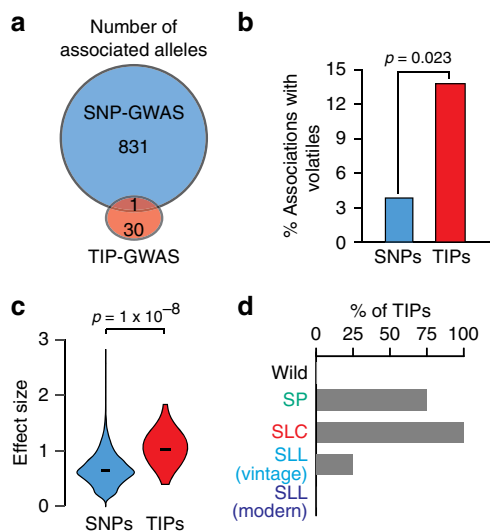 a
Number of
associated alleles
SNP-GWAS
831
1
30
TIP-GWAS
b
p = 0.023
% Associations with
volatiles
15
12
9
6
3
0
SNPs TIPs
c
p = 1 x 10⁻⁸
Effect size
3
2
1
0
SNPs TIPs
d
% of TIPs
0 25 50 75 100
Wild
SP
SLC
SLL
(vintage)
SLL
(modern)